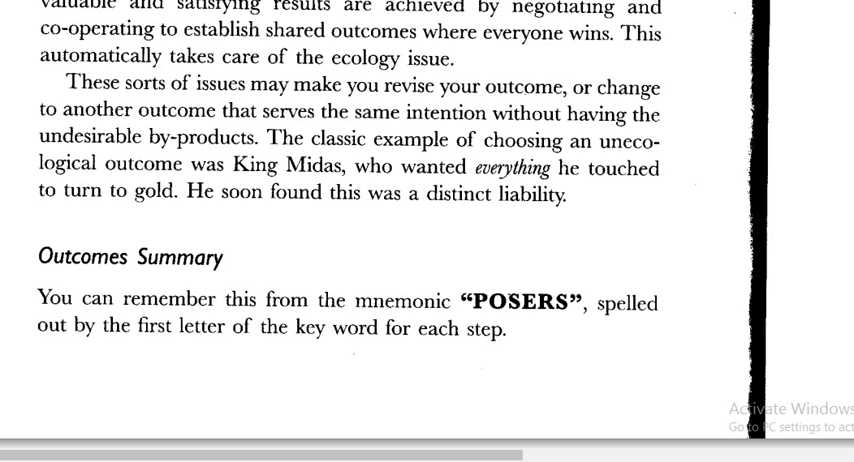 valuable and satisfying results are achieved by negotiating and
co-operating to establish shared outcomes where everyone wins. This
automatically takes care of the ecology issue.
These sorts of issues may make you revise your outcome, or change
to another outcome that serves the same intention without having the
undesirable by-products. The classic example of choosing an uneco-
logical outcome was King Midas, who wanted everything he touched
to turn to gold. He soon found this was a distinct liability.
Outcomes Summary
You can remember this from the mnemonic “POSERS”, spelled
out by the first letter of the key word for each step.
Activate Windows
Go to PC settings to act